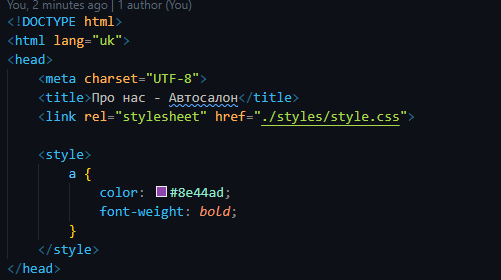 You, 2 minutes ago | 1 author (You)
<!DOCTYPE html>
<html lang="uk">
<head>
    <meta charset="UTF-8">
    <title>Про нас - Автосалон</title>
    <link rel="stylesheet" href="./styles/style.css">
    <style>
        a {
            color: #8e44ad;
            font-weight: bold;
        }
    </style>
</head>